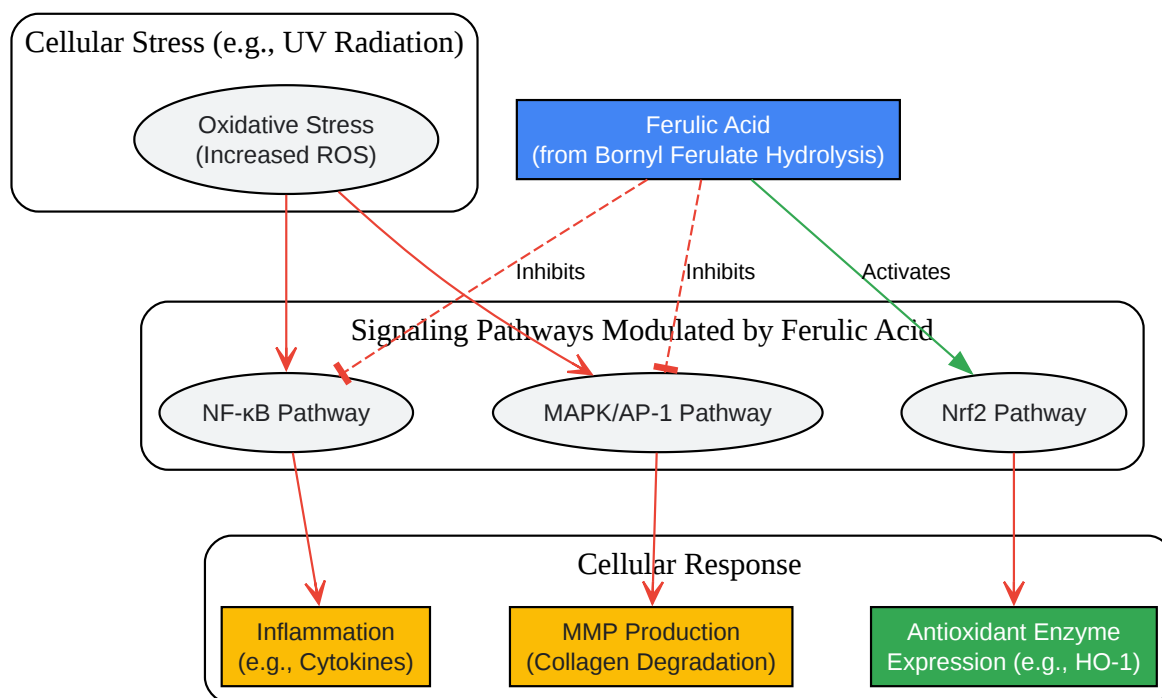 Cellular Stress (e.g., UV Radiation)
Oxidative Stress
(Increased ROS)
Ferulic Acid
(from Bornyl Ferulate Hydrolysis)
Inhibits
Inhibits
Activates
Signaling Pathways Modulated by Ferulic Acid
NF-κB Pathway
MAPK/AP-1 Pathway
Nrf2 Pathway
Cellular Response
Inflammation
(e.g., Cytokines)
MMP Production
(Collagen Degradation)
Antioxidant Enzyme
Expression (e.g., HO-1)